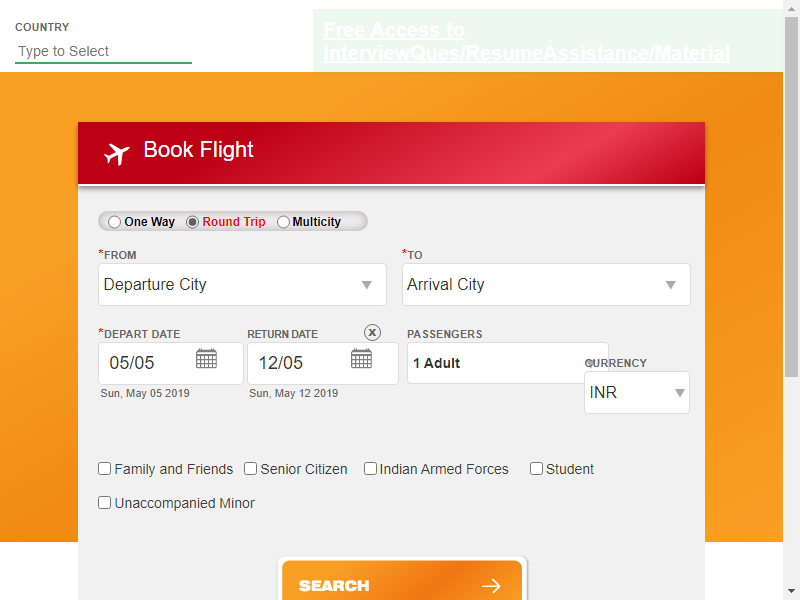 COUNTRY
Type to Select
Free Access to
InterviewQues/ResumeAssistance/Material
Book Flight
One Way Round Trip Multicity
*FROM *TO
Departure City Arrival City
*DEPART DATE RETURN DATE X PASSENGERS
05/05 12/05 1 Adult
CURRENCY
INR
Sun, May 05 2019 Sun, May 12 2019
Family and Friends Senior Citizen Indian Armed Forces Student
Unaccompanied Minor
SEARCH